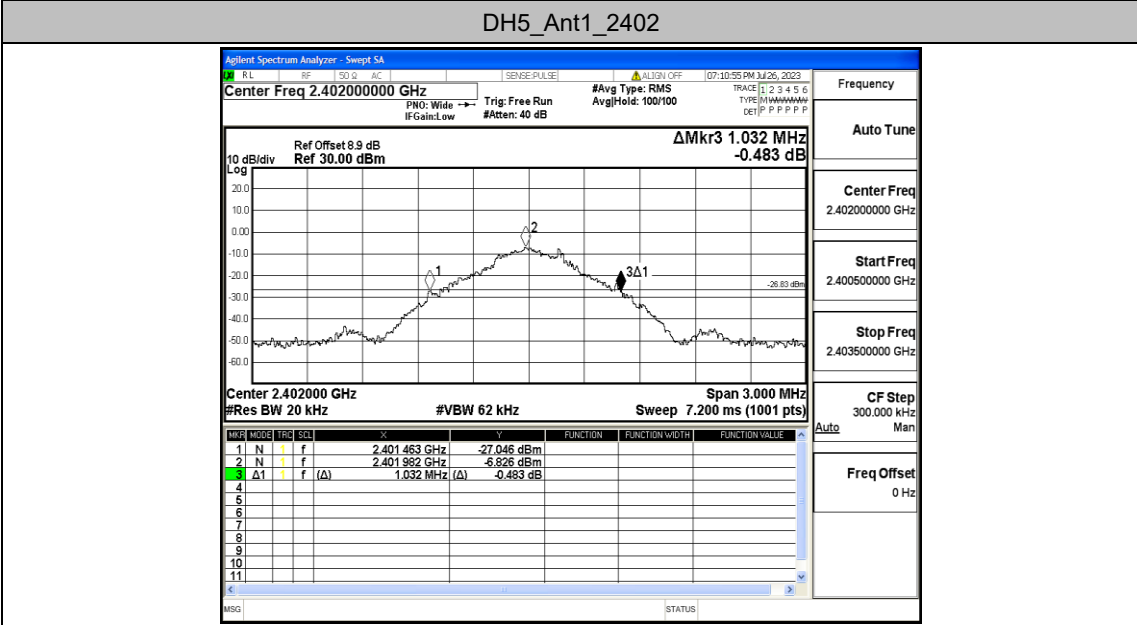 DH5_Ant1_2402
Agilent Spectrum Analyzer - Swept SA
RL RF 50 Ω AC SENSE:PULSE ALIGN OFF 07:10:55 PM Jul 26, 2023
Center Freq 2.402000000 GHz
PNO: Wide
IFGain:Low
Trig: Free Run
#Atten: 40 dB
#Avg Type: RMS
Avg|Hold: 100/100
TRACE 1 2 3 4 5 6
TYPE M WWWWW
DET P P P P P P
Frequency
Auto Tune
Center Freq
2.402000000 GHz
Start Freq
2.400500000 GHz
Stop Freq
2.403500000 GHz
CF Step
300.000 kHz
Auto Man
Freq Offset
0 Hz
ΔMkr3 1.032 MHz
-0.483 dB
Ref Offset 8.9 dB
10 dB/div Ref 30.00 dBm
Log
20.0
10.0
0.00
-10.0
-20.0
-30.0
-40.0
-50.0
-60.0
1
2
3Δ1
-26.83 dBm
Center 2.402000 GHz Span 3.000 MHz
#Res BW 20 kHz #VBW 62 kHz Sweep 7.200 ms (1001 pts)
MKR MODE TRC SCL X Y FUNCTION FUNCTION WIDTH FUNCTION VALUE
1 N 1 f 2.401 463 GHz -27.046 dBm
2 N 1 f 2.401 982 GHz -6.826 dBm
3 Δ1 1 f (Δ) 1.032 MHz (Δ) -0.483 dB
4
5
6
7
8
9
10
11
MSG STATUS